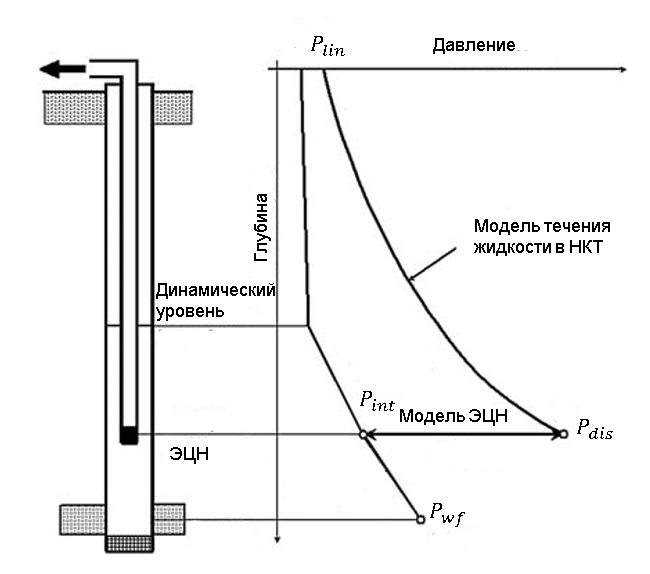 P_lin
Давление
Глубина
Модель течения
жидкости в НКТ
Динамический
уровень
P_int
Модель ЭЦН
P_dis
ЭЦН
P_wf